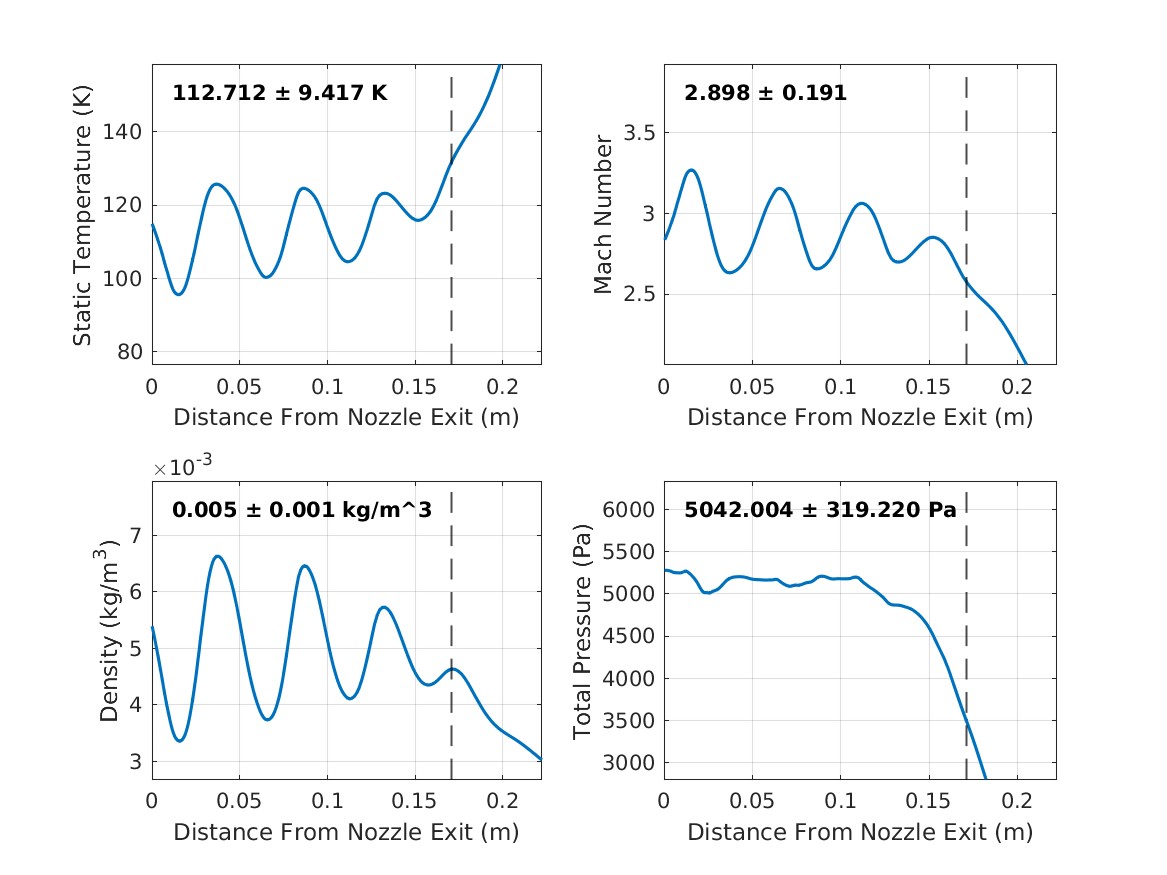 112.712 ± 9.417 K
Static Temperature (K)
140
120
100
80
0 0.05 0.1 0.15 0.2
Distance From Nozzle Exit (m)
2.898 ± 0.191
Mach Number
3.5
3
2.5
0 0.05 0.1 0.15 0.2
Distance From Nozzle Exit (m)
×10-3
0.005 ± 0.001 kg/m^3
Density (kg/m3)
7
6
5
4
3
0 0.05 0.1 0.15 0.2
Distance From Nozzle Exit (m)
5042.004 ± 319.220 Pa
Total Pressure (Pa)
6000
5500
5000
4500
4000
3500
3000
0 0.05 0.1 0.15 0.2
Distance From Nozzle Exit (m)